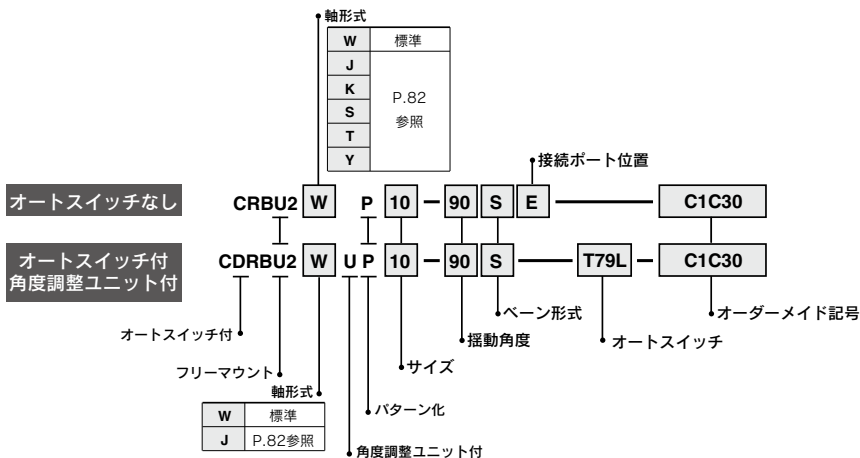 軸形式
W 標準
J
K
S
T
Y
P.82
参照
接続ポート位置
オートスイッチなし
CRBU2 W P 10 − 90 S E C1C30
オートスイッチ付
角度調整ユニット付
CDRBU2 W U P 10 − 90 S − T79L − C1C30
オートスイッチ付
フリーマウント
軸形式
W 標準
J P.82参照
角度調整ユニット付
パターン化
サイズ
揺動角度
ベーン形式
オートスイッチ
オーダーメイド記号